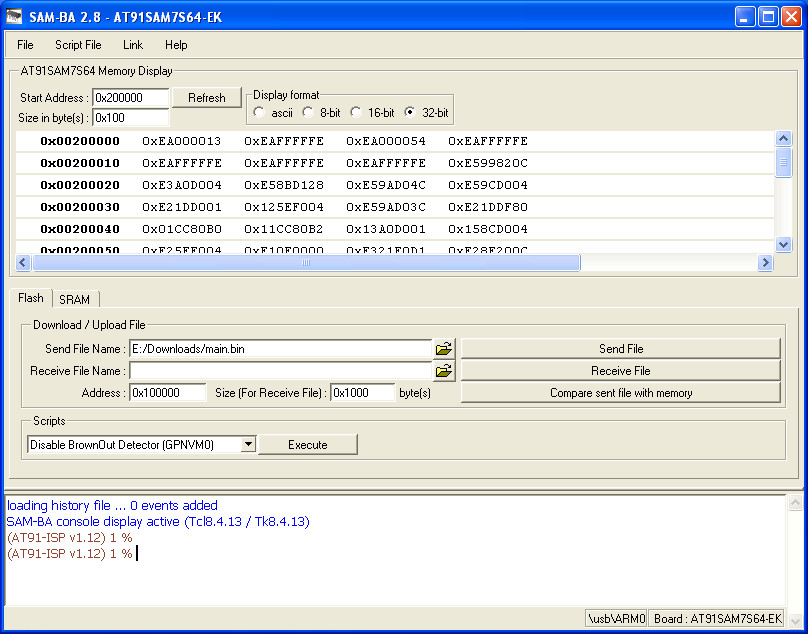 SAM-BA 2.8 - AT91SAM7S64-EK
File Script File Link Help
AT91SAM7S64 Memory Display
Start Address : 0x200000 Refresh
Display format
ascii 8-bit 16-bit 32-bit
Size in byte(s) : 0x100
0x00200000 0xEA000013 0xEAFFFFFE 0xEA000054 0xEAFFFFFE
0x00200010 0xEAFFFFFE 0xEAFFFFFE 0xEAFFFFFE 0xE599820C
0x00200020 0xE3A0D004 0xE58BD128 0xE59AD04C 0xE59CD004
0x00200030 0xE21DD001 0x125EF004 0xE59AD03C 0xE21DDF80
0x00200040 0x01CC80B0 0x11CC80B2 0x13A0D001 0x158CD004
0x00200050 0xE25EF004 0xE10F0000 0xE321F0D1 0xE28F200C
Flash SRAM
Download / Upload File
Send File Name : E:/Downloads/main.bin Send File
Receive File Name : Receive File
Address : 0x100000 Size (For Receive File) : 0x1000 byte(s) Compare sent file with memory
Scripts
Disable BrownOut Detector (GPNVM0) Execute
loading history file ... 0 events added
SAM-BA console display active (Tcl8.4.13 / Tk8.4.13)
(AT91-ISP v1.12) 1 %
(AT91-ISP v1.12) 1 %
\usb\ARM0 Board : AT91SAM7S64-EK